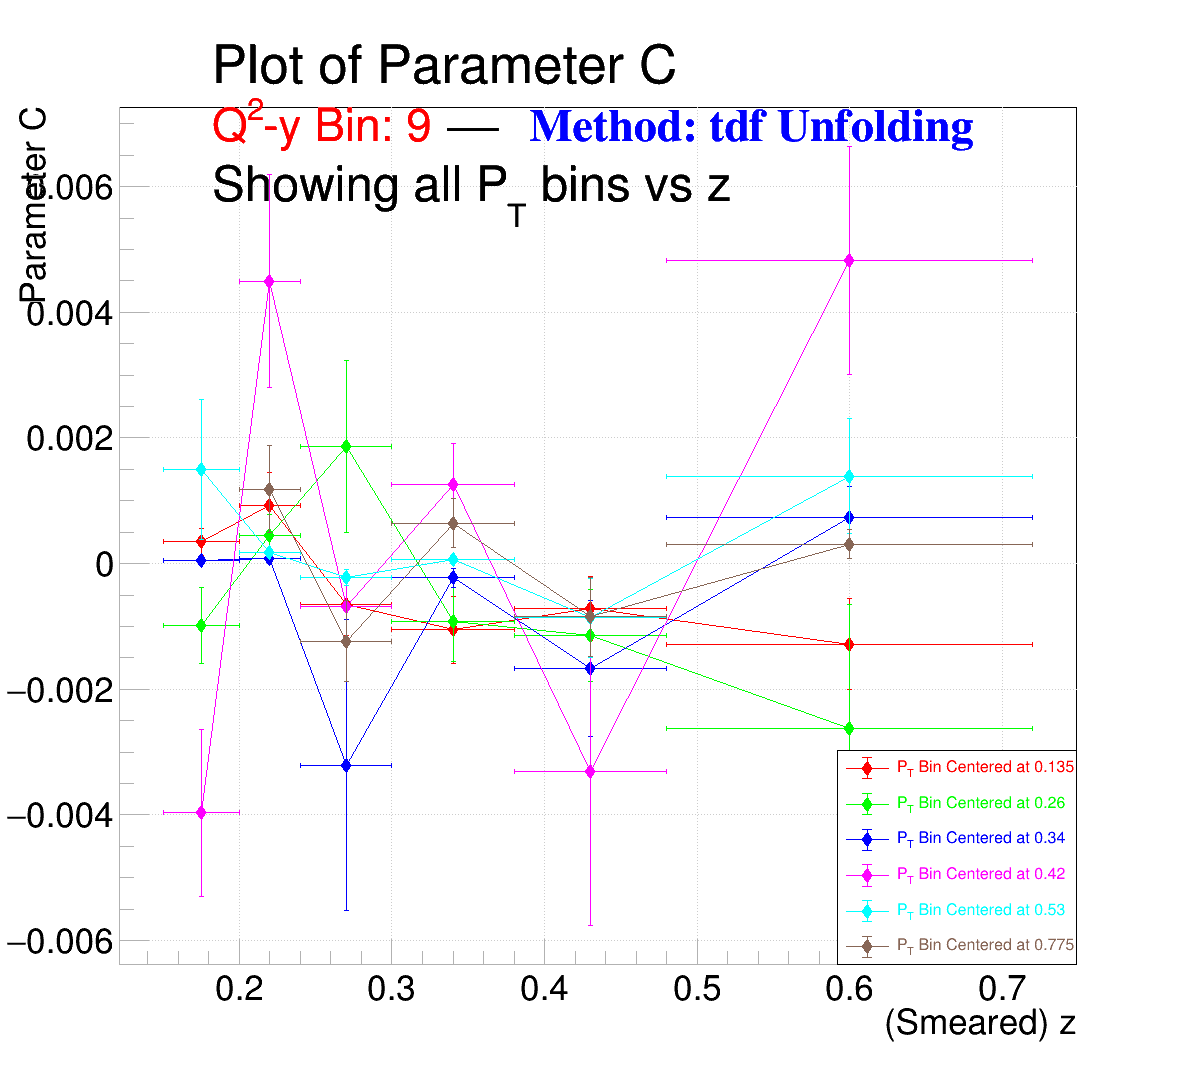 Plot of Parameter C
Q2-y Bin: 9 — Method: tdf Unfolding
Showing all PT bins vs z
Parameter C
0.006
0.004
0.002
0
−0.002
−0.004
−0.006
0.2 0.3 0.4 0.5 0.6 0.7
(Smeared) z
PT Bin Centered at 0.135
PT Bin Centered at 0.26
PT Bin Centered at 0.34
PT Bin Centered at 0.42
PT Bin Centered at 0.53
PT Bin Centered at 0.775